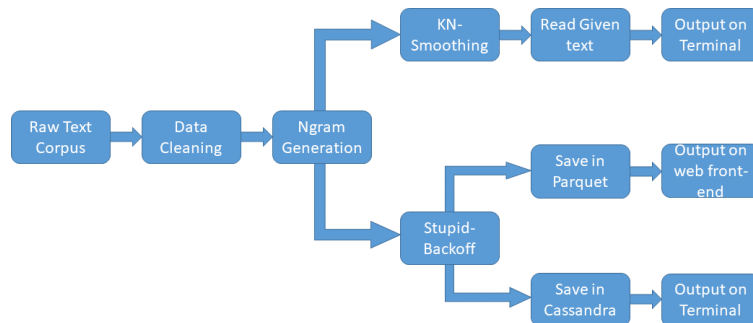 KN-
Smoothing
Read Given
text
Output on
Terminal
Raw Text
Corpus
Data
Cleaning
Ngram
Generation
Save in
Parquet
Output on
web front-
end
Stupid-
Backoff
Save in
Cassandra
Output on
Terminal